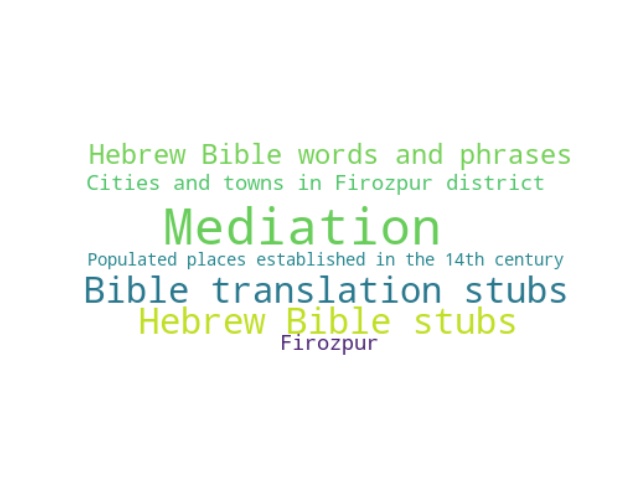 Hebrew Bible words and phrases
Cities and towns in Firozpur district
Mediation
Populated places established in the 14th century
Bible translation stubs
Hebrew Bible stubs
Firozpur